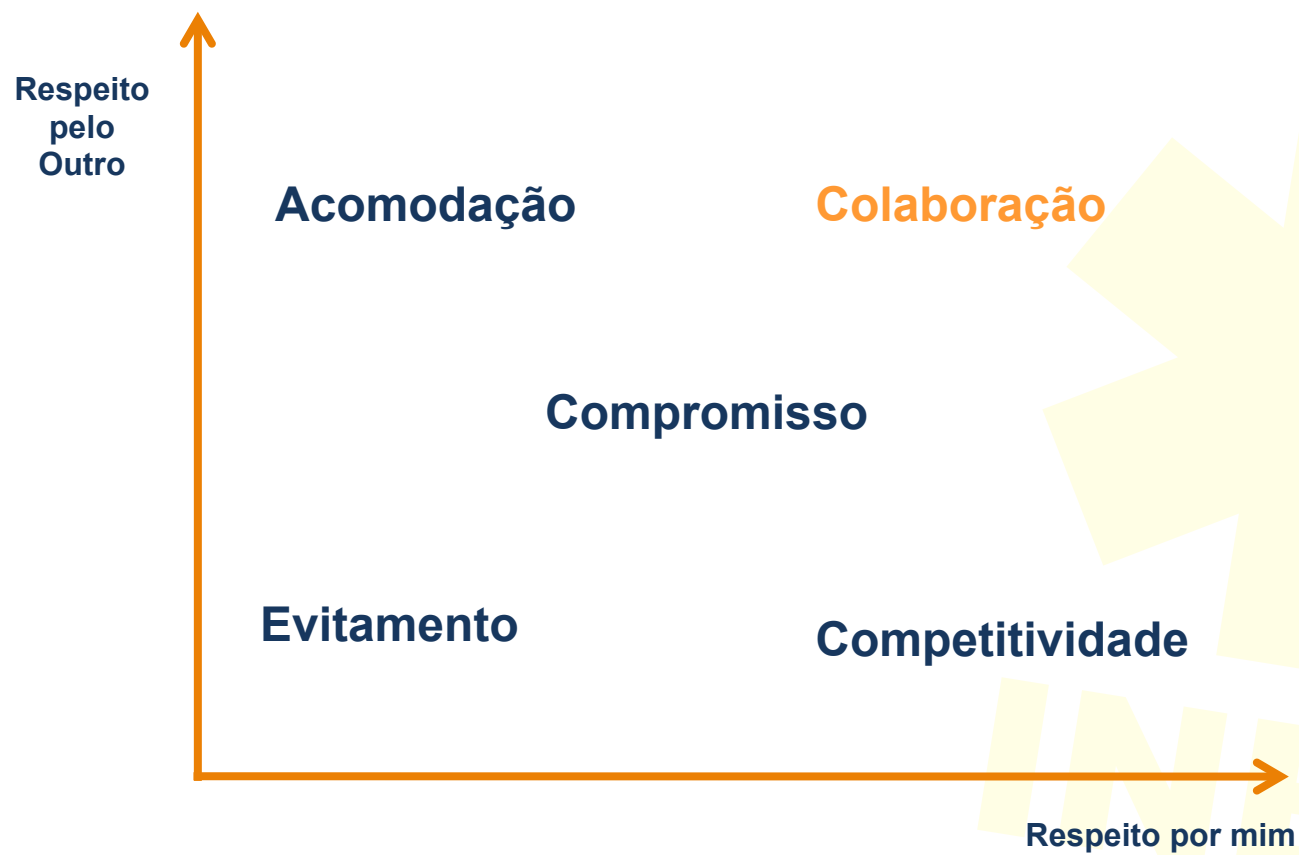 Respeito
pelo
Outro
Acomodação
Colaboração
Compromisso
Evitamento
Competitividade
Respeito por mim